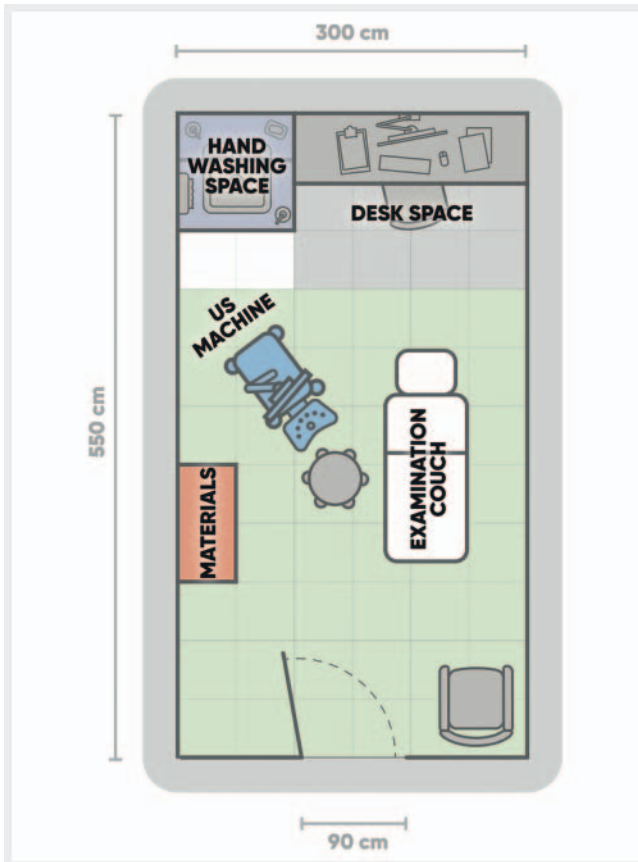 300 cm
HAND
WASHING
SPACE
DESK SPACE
US
MACHINE
550 cm
EXAMINATION
COUCH
MATERIALS
90 cm